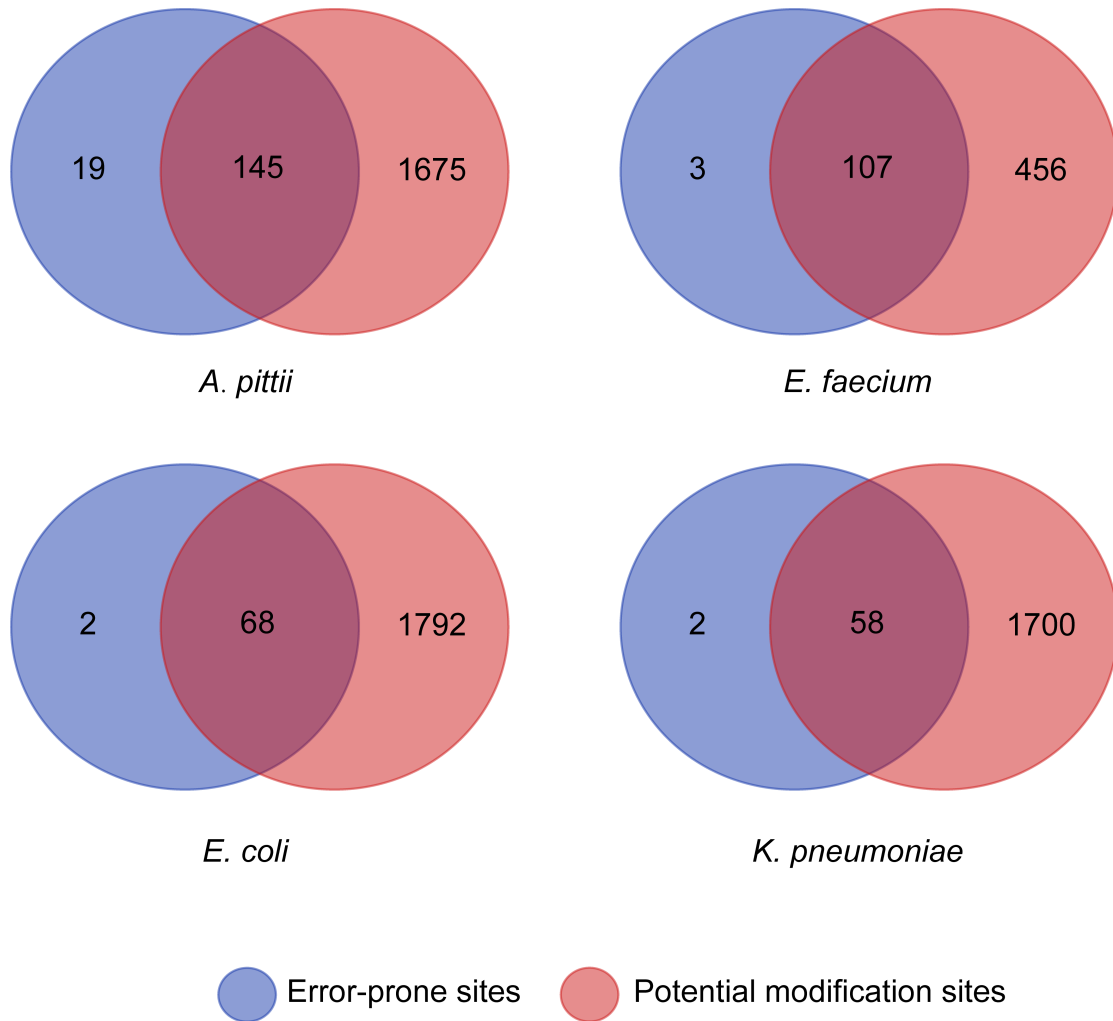 19 145 1675
3 107 456
A. pittii
E. faecium
2 68 1792
2 58 1700
E. coli
K. pneumoniae
Error-prone sites
Potential modification sites